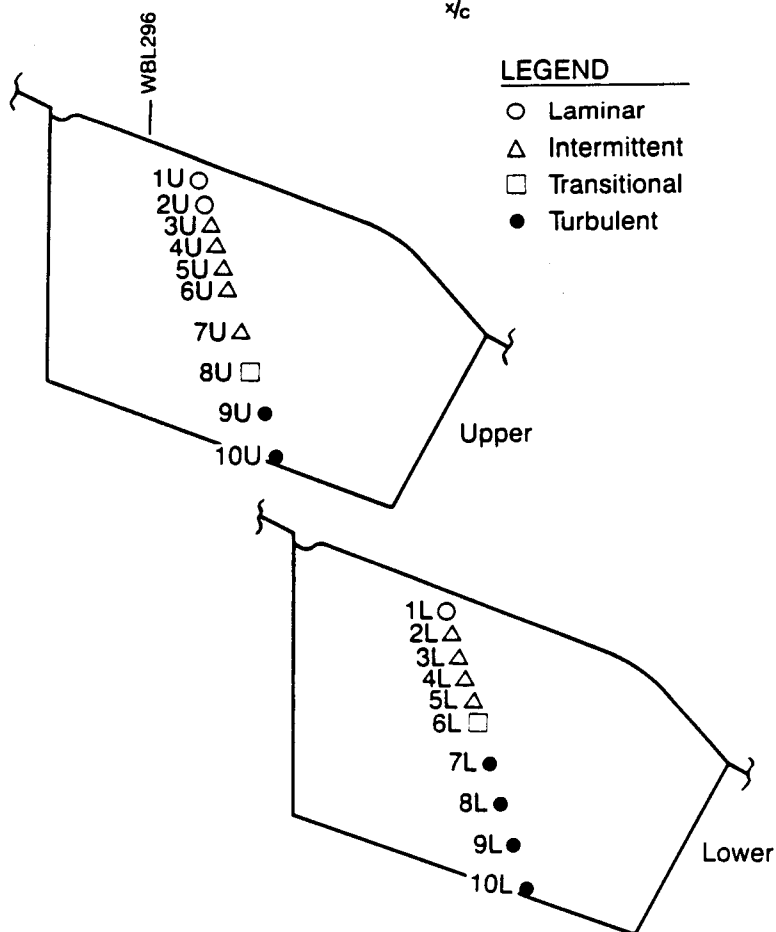 x/c
WBL296
LEGEND
Laminar
Intermittent
Transitional
Turbulent
1U
2U
3U
4U
5U
6U
7U
8U
9U
10U
Upper
1L
2L
3L
4L
5L
6L
7L
8L
9L
10L
Lower